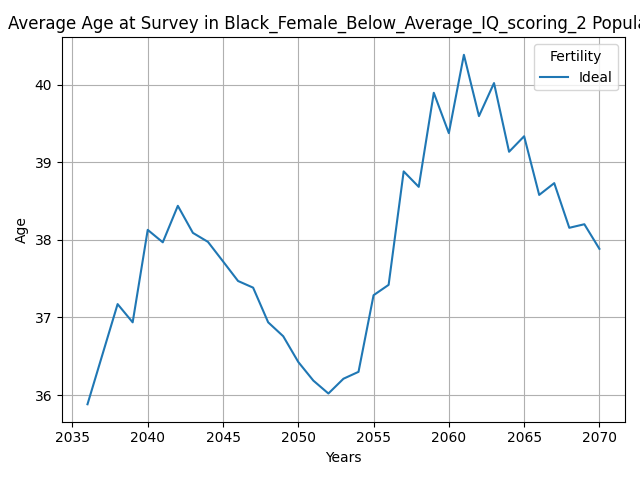 Average Age at Survey in Black_Female_Below_Average_IQ_scoring_2 Popula
Fertility
Ideal
40
39
38
37
36
Age
2035 2040 2045 2050 2055 2060 2065 2070
Years